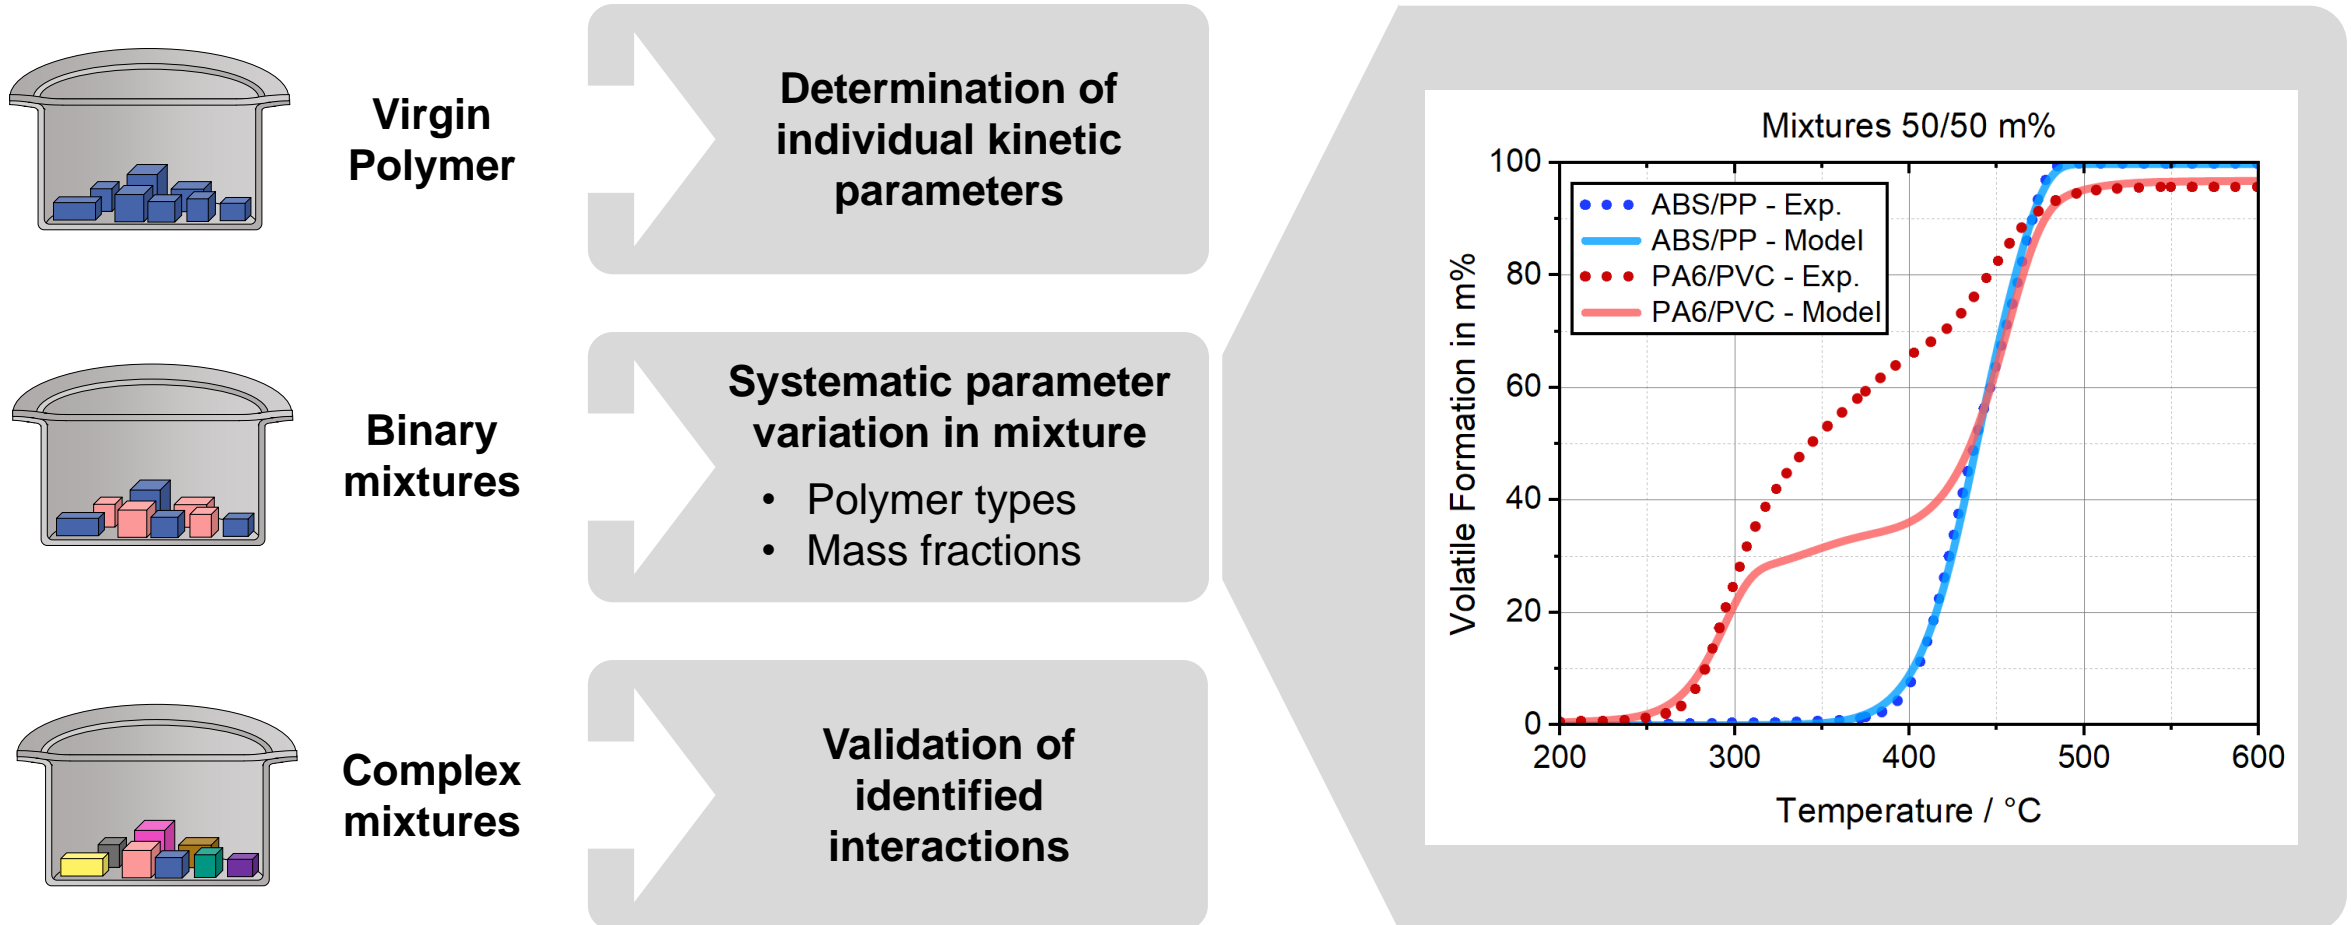 Virgin
Polymer
Determination of
individual kinetic
parameters
Binary
mixtures
Systematic parameter
variation in mixture
• Polymer types
• Mass fractions
Complex
mixtures
Validation of
identified
interactions
Mixtures 50/50 m%
Volatile Formation in m%
100
80
60
40
20
0
ABS/PP - Exp.
ABS/PP - Model
PA6/PVC - Exp.
PA6/PVC - Model
200 300 400 500 600
Temperature / °C